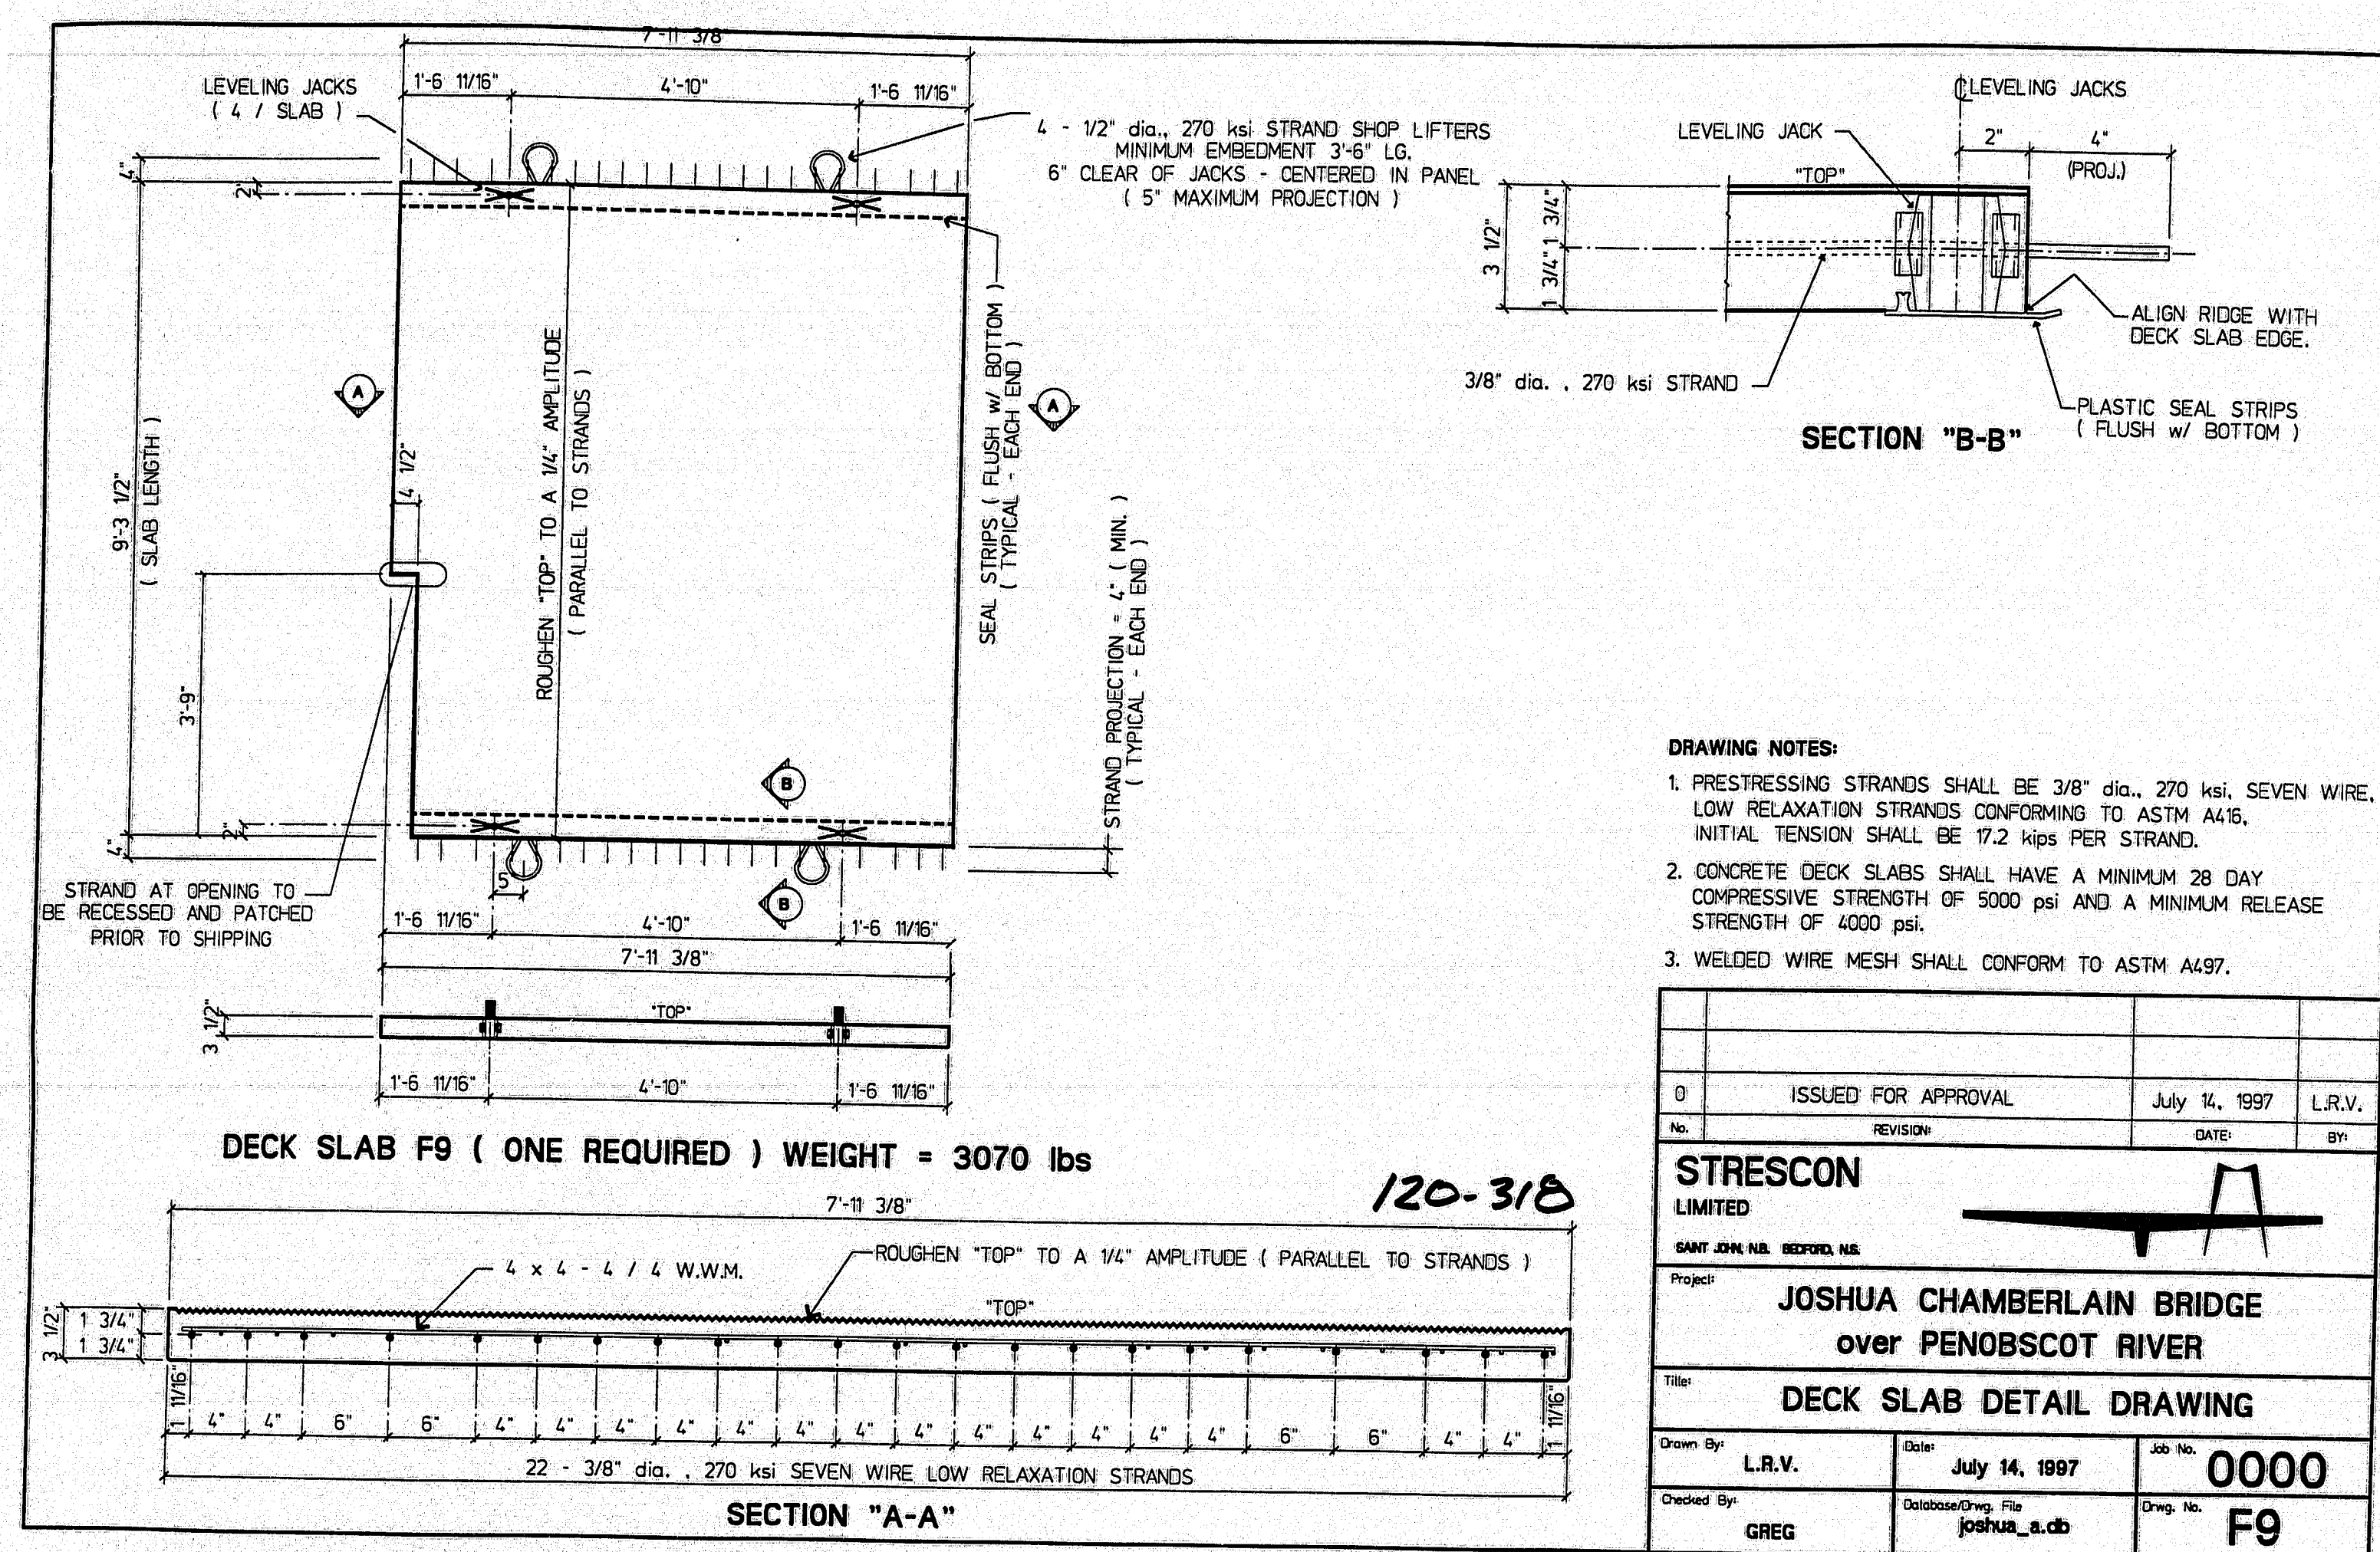 7'-11 3/8"
LEVELING JACKS
( 4 / SLAB )
1'-6 11/16"
4'-10"
1'-6 11/16"
4 - 1/2" dia., 270 ksi STRAND SHOP LIFTERS
MINIMUM EMBEDMENT 3'-6" LG.
6" CLEAR OF JACKS - CENTERED IN PANEL
( 5" MAXIMUM PROJECTION )
4"
2"
9'-3 1/2"
( SLAB LENGTH )
A
A
4 1/2"
3'-9"
ROUGHEN "TOP" TO A 1/4" AMPLITUDE
( PARALLEL TO STRANDS )
SEAL STRIPS ( FLUSH w/ BOTTOM )
( TYPICAL - EACH END )
STRAND PROJECTION = 4" ( MIN. )
( TYPICAL - EACH END )
B
B
2"
4"
5"
STRAND AT OPENING TO
BE RECESSED AND PATCHED
PRIOR TO SHIPPING
1'-6 11/16"
4'-10"
1'-6 11/16"
7'-11 3/8"
3 1/2"
"TOP"
1'-6 11/16"
4'-10"
1'-6 11/16"
DECK SLAB F9 ( ONE REQUIRED ) WEIGHT = 3070 lbs
120-318
7'-11 3/8"
4 x 4 - 4 / 4 W.W.M.
ROUGHEN "TOP" TO A 1/4" AMPLITUDE ( PARALLEL TO STRANDS )
"TOP"
3 1/2"
1 3/4"
1 3/4"
1 11/16"
4"
4"
6"
6"
4"
4"
4"
4"
4"
4"
4"
4"
4"
4"
4"
4"
4"
6"
6"
4"
4"
1 11/16"
22 - 3/8" dia. , 270 ksi SEVEN WIRE LOW RELAXATION STRANDS
SECTION "A-A"
℄ LEVELING JACKS
LEVELING JACK
2"
4"
(PROJ.)
"TOP"
3 1/2"
1 3/4"
1 3/4"
ALIGN RIDGE WITH
DECK SLAB EDGE.
3/8" dia. , 270 ksi STRAND
PLASTIC SEAL STRIPS
( FLUSH w/ BOTTOM )
SECTION "B-B"
DRAWING NOTES:
1. PRESTRESSING STRANDS SHALL BE 3/8" dia., 270 ksi, SEVEN WIRE,
LOW RELAXATION STRANDS CONFORMING TO ASTM A416,
INITIAL TENSION SHALL BE 17.2 kips PER STRAND.
2. CONCRETE DECK SLABS SHALL HAVE A MINIMUM 28 DAY
COMPRESSIVE STRENGTH OF 5000 psi AND A MINIMUM RELEASE
STRENGTH OF 4000 psi.
3. WELDED WIRE MESH SHALL CONFORM TO ASTM A497.
0 ISSUED FOR APPROVAL July 14, 1997 L.R.V.
No. REVISION: DATE: BY:
STRESCON
LIMITED
SAINT JOHN, N.B. BEDFORD, N.S.
Project:
JOSHUA CHAMBERLAIN BRIDGE
over PENOBSCOT RIVER
Title:
DECK SLAB DETAIL DRAWING
Drawn By:
L.R.V.
Date:
July 14, 1997
Job No.
0000
Checked By:
GREG
Database/Drwg. File
joshua_a.db
Drwg. No.
F9